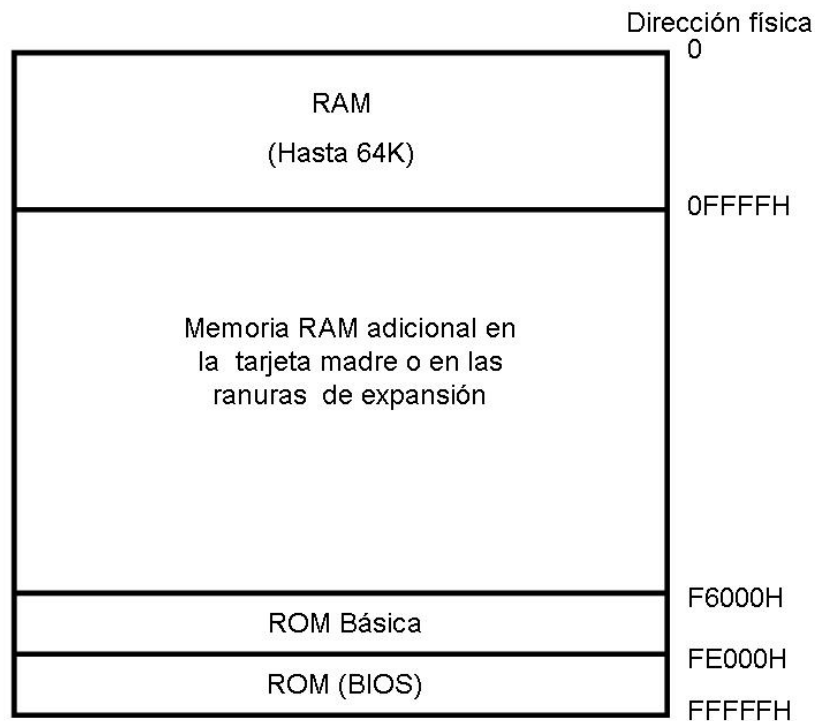 Dirección física
0
RAM
(Hasta 64K)
0FFFFH
Memoria RAM adicional en
la tarjeta madre o en las
ranuras de expansión
F6000H
ROM Básica
FE000H
ROM (BIOS)
FFFFFH